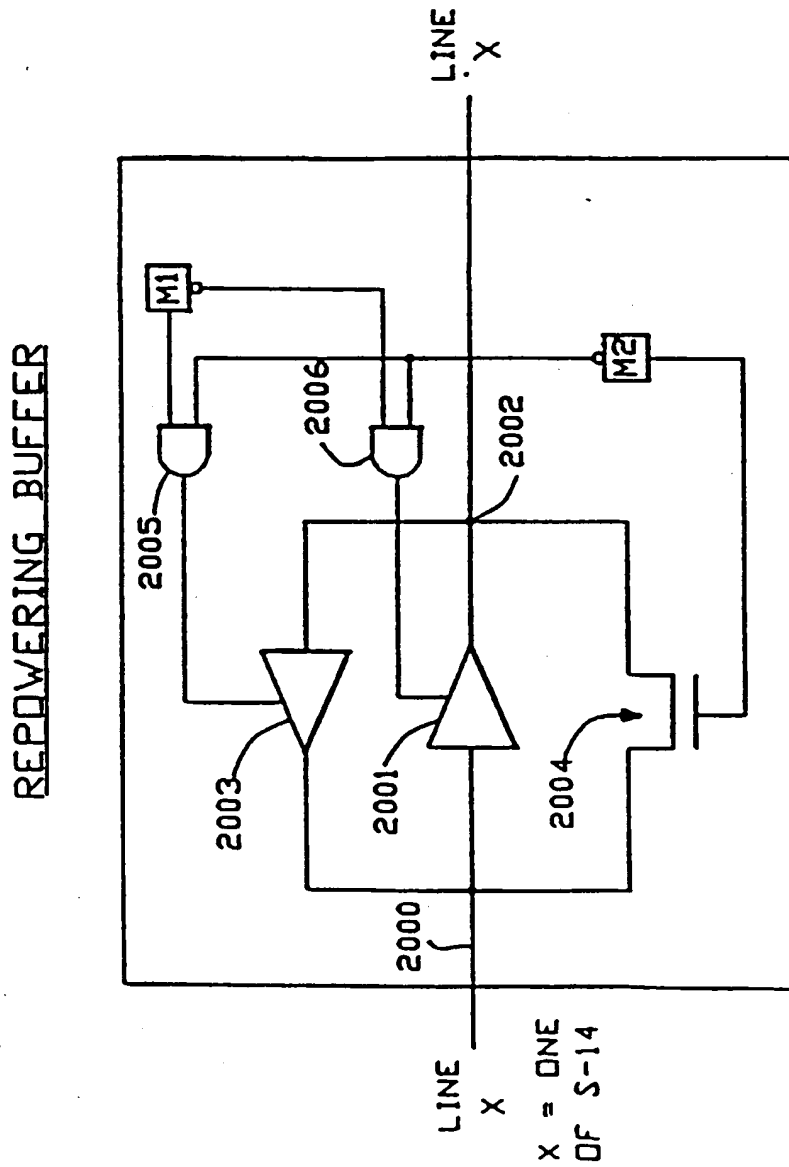 REPOWERING BUFFER
LINE
X
M1
2005
2006
M2
2002
2003
2001
2004
2000
LINE
X
X = ONE
OF S-14